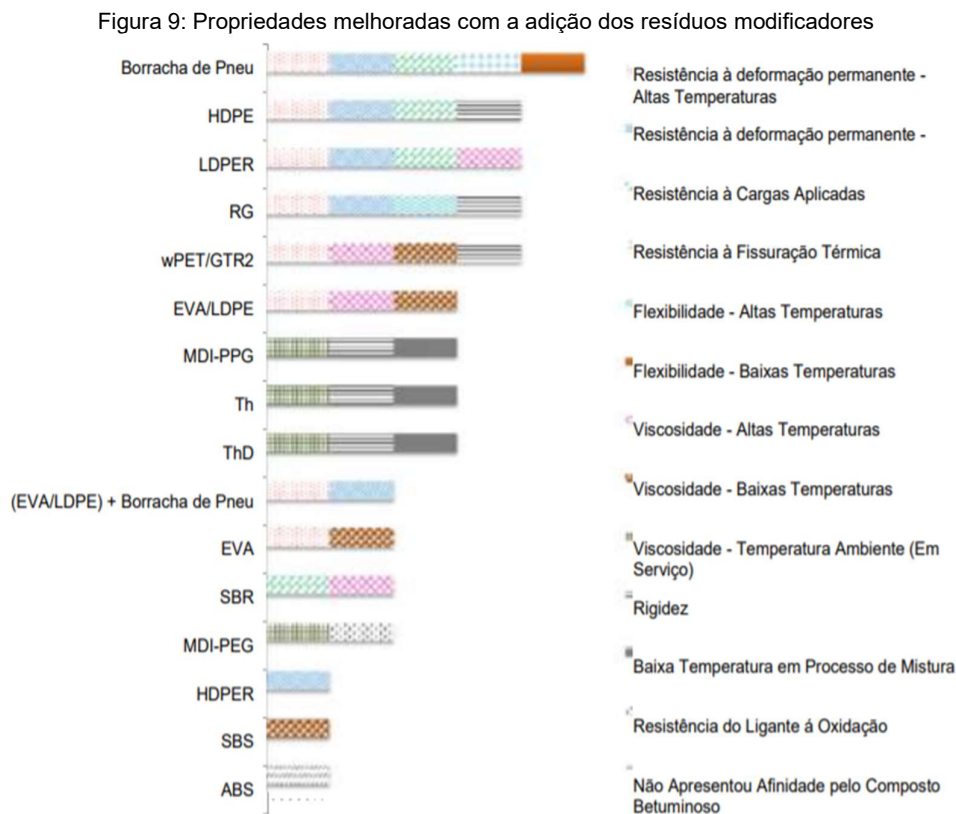 Figura 9: Propriedades melhoradas com a adição dos resíduos modificadores
Borracha de Pneu
HDPE
LDPER
RG
wPET/GTR2
EVA/LDPE
MDI-PPG
Th
ThD
(EVA/LDPE) + Borracha de Pneu
EVA
SBR
MDI-PEG
HDPER
SBS
ABS
Resistência à deformação permanente -
Altas Temperaturas
Resistência à deformação permanente -
Resistência à Cargas Aplicadas
Resistência à Fissuração Térmica
Flexibilidade - Altas Temperaturas
Flexibilidade - Baixas Temperaturas
Viscosidade - Altas Temperaturas
Viscosidade - Baixas Temperaturas
Viscosidade - Temperatura Ambiente (Em
Serviço)
Rigidez
Baixa Temperatura em Processo de Mistura
Resistência do Ligante á Oxidação
Não Apresentou Afinidade pelo Composto
Betuminoso